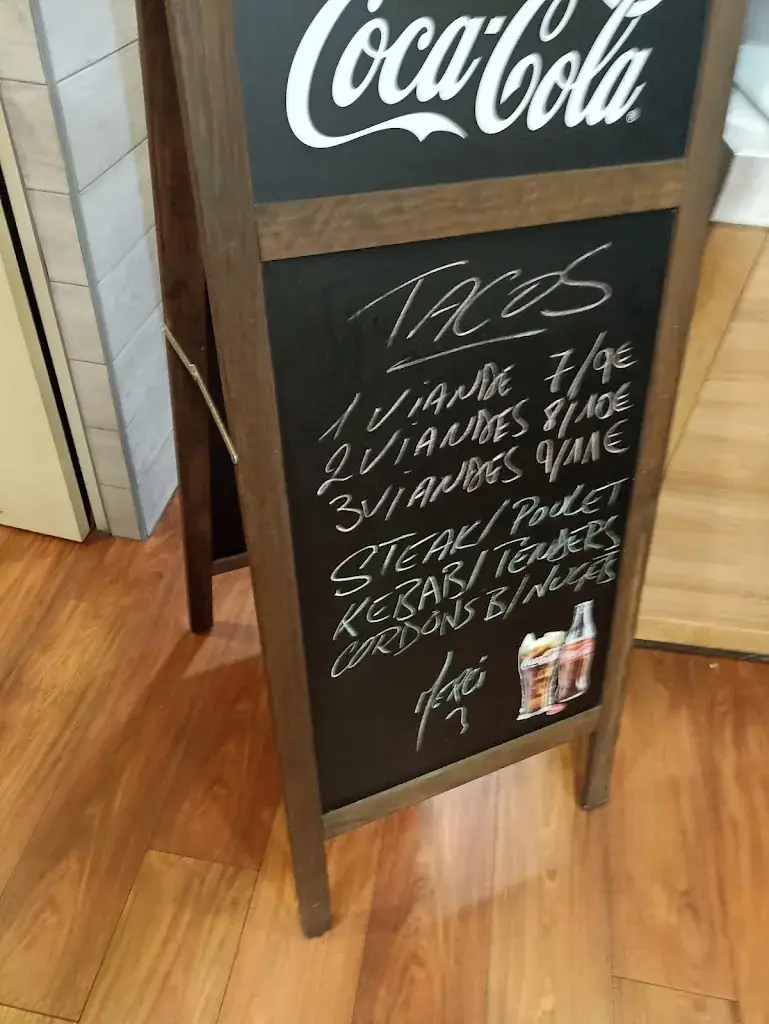 Coca-Cola®
TACOS
1 VIANDE 7/9€
2 VIANDES 8/10€
3 VIANDES 9/11€
STEAK/POULET
KEBAB/TENDERS
CORDONS B/NUGETS
MERCI